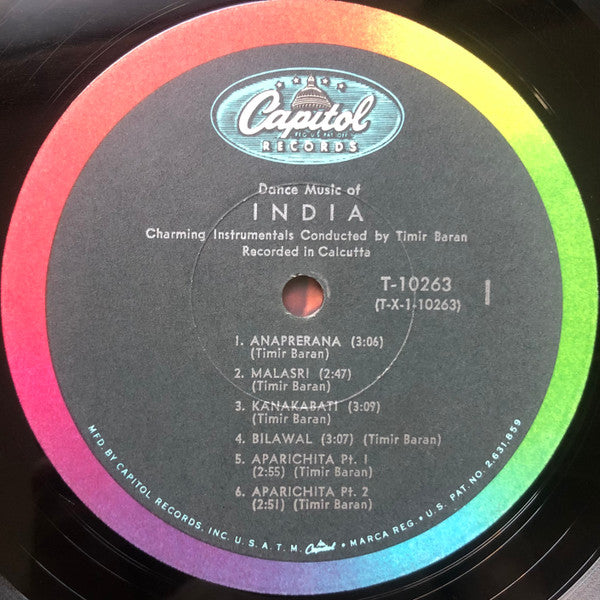 Capitol
REG. U.S. PAT. OFF.
RECORDS
Dance Music of
INDIA
Charming Instrumentals Conducted by Timir Baran
Recorded in Calcutta
T-10263
(T-X-1-10263)
1
1. ANAPRERANA (3:06)
(Timir Baran)
2. MALASRI (2:47)
(Timir Baran)
3. KANAKABATI (3:09)
(Timir Baran)
4. BILAWAL (3:07) (Timir Baran)
5. APARICHITA Pt. 1
(2:55) (Timir Baran)
6. APARICHITA Pt. 2
(2:51) (Timir Baran)
MFD BY CAPITOL RECORDS, INC. U. S. A. T. M. Capitol • MARCA REG. • U. S. PAT. NO. 2,631,859